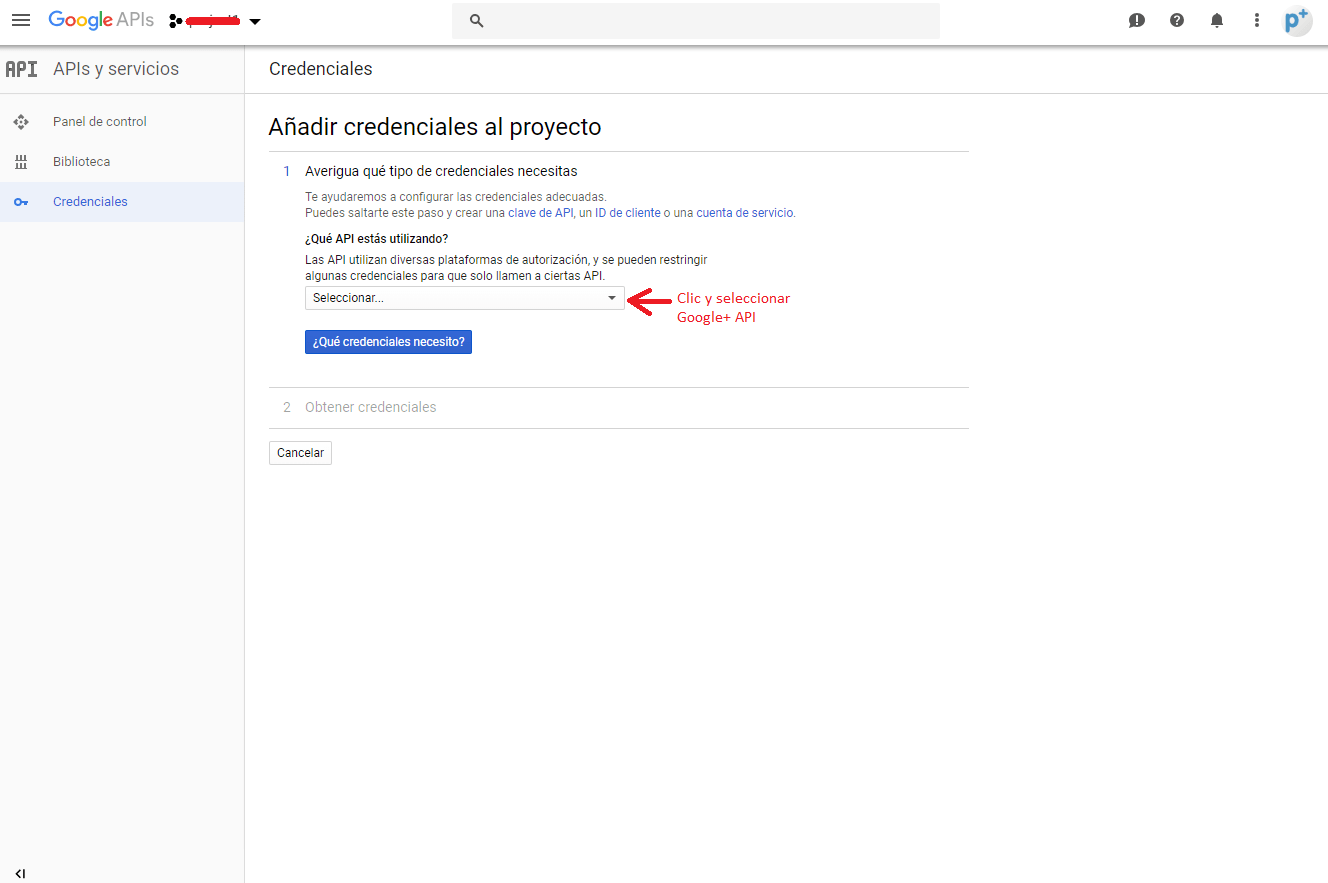 Google APIs
API APIs y servicios
Credenciales
Panel de control
Biblioteca
Credenciales
Añadir credenciales al proyecto
1 Averigua qué tipo de credenciales necesitas
Te ayudaremos a configurar las credenciales adecuadas.
Puedes saltarte este paso y crear una clave de API, un ID de cliente o una cuenta de servicio.
¿Qué API estás utilizando?
Las API utilizan diversas plataformas de autorización, y se pueden restringir
algunas credenciales para que solo llamen a ciertas API.
Seleccionar...
Clic y seleccionar
Google+ API
¿Qué credenciales necesito?
2 Obtener credenciales
Cancelar
p+